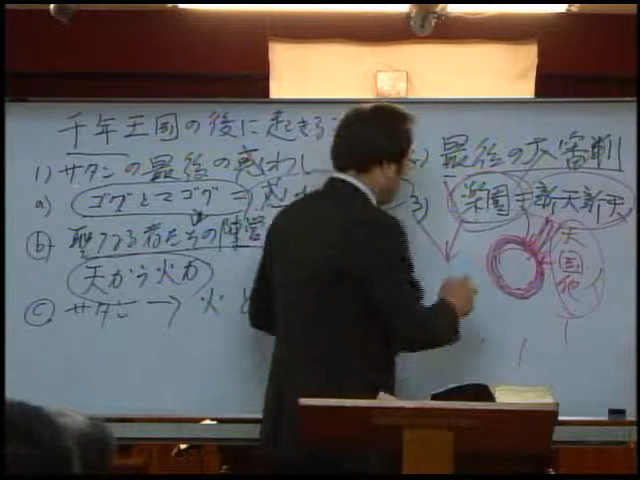 千年王国の後に起きる
1) サタンの最後の惑わし
a) ゴグとマゴグ = 惑
b) 聖なる者たちの陣営
天から火が
c) サタン → 火と
最後の大審判
3) 楽園 = 新天新地
天国